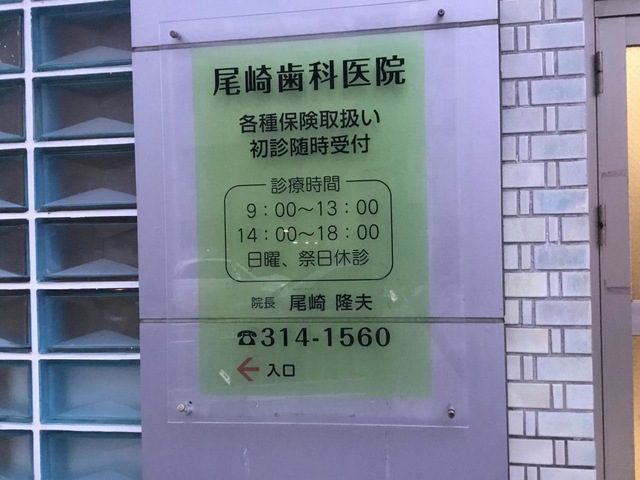 尾崎歯科医院
各種保険取扱い
初診随時受付
診療時間
9：00〜13：00
14：00〜18：00
日曜、祭日休診
院長 尾崎 隆夫
☎314-1560
← 入口